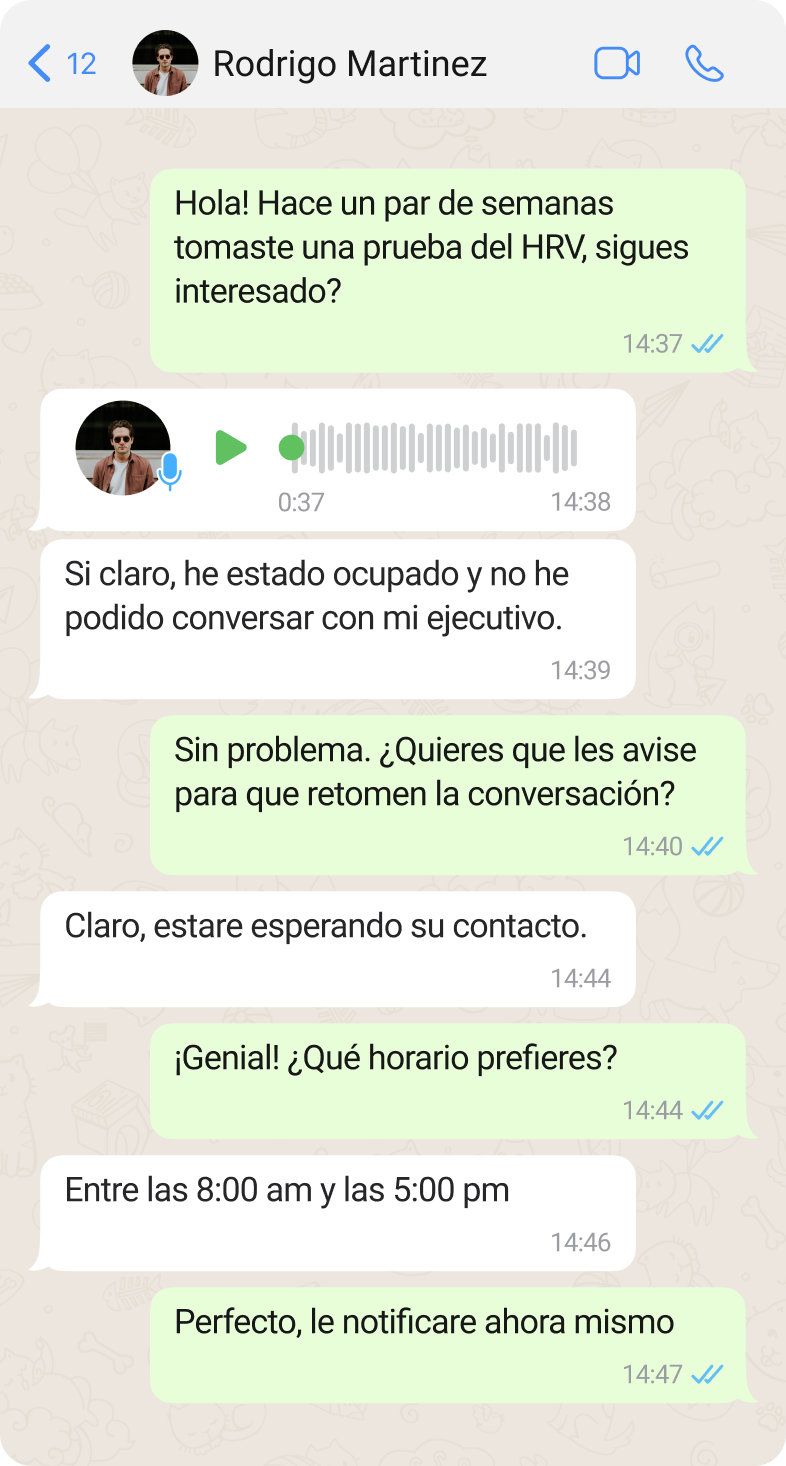 12
Rodrigo Martinez
Hola! Hace un par de semanas
tomaste una prueba del HRV, sigues
interesado?
14:37
0:37
14:38
Si claro, he estado ocupado y no he
podido conversar con mi ejecutivo.
14:39
Sin problema. ¿Quieres que les avise
para que retomen la conversación?
14:40
Claro, estare esperando su contacto.
14:44
¡Genial! ¿Qué horario prefieres?
14:44
Entre las 8:00 am y las 5:00 pm
14:46
Perfecto, le notificare ahora mismo
14:47